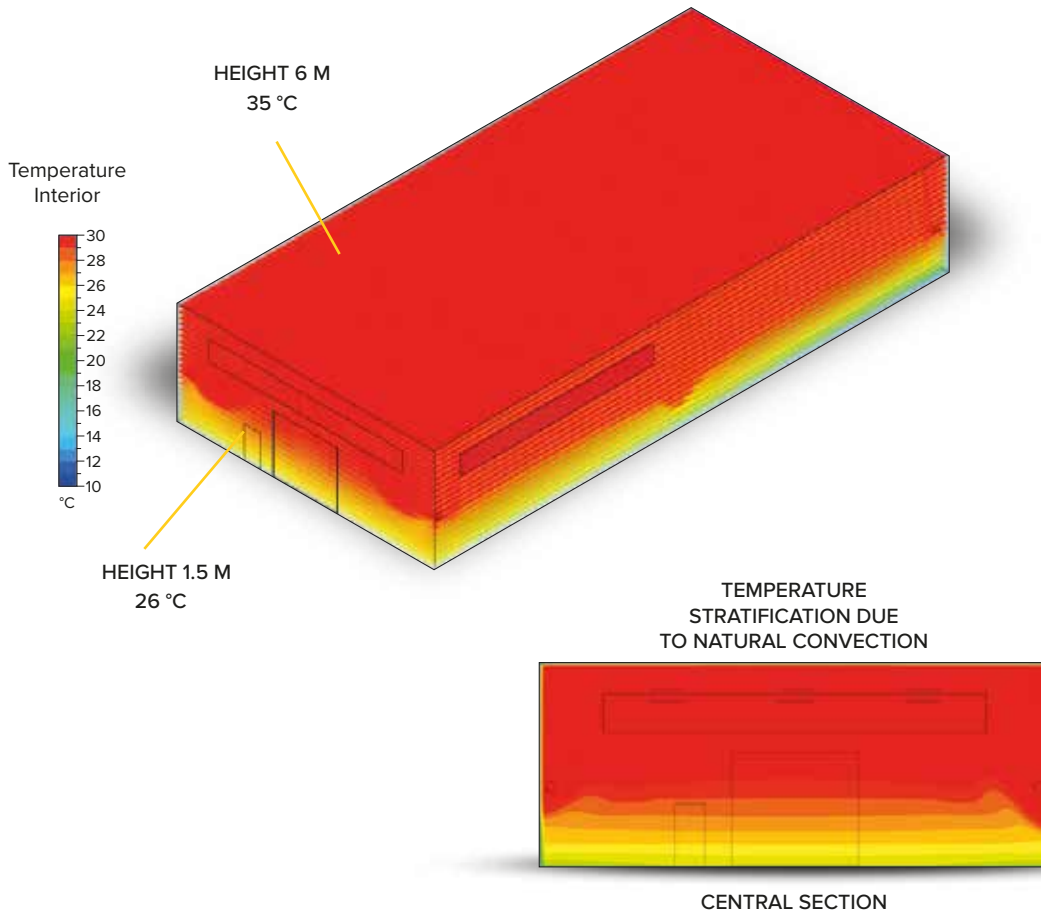 HEIGHT 6 M
35 °C
Temperature
Interior
30
28
26
24
22
20
18
16
14
12
10
°C
HEIGHT 1.5 M
26 °C
TEMPERATURE
STRATIFICATION DUE
TO NATURAL CONVECTION
CENTRAL SECTION